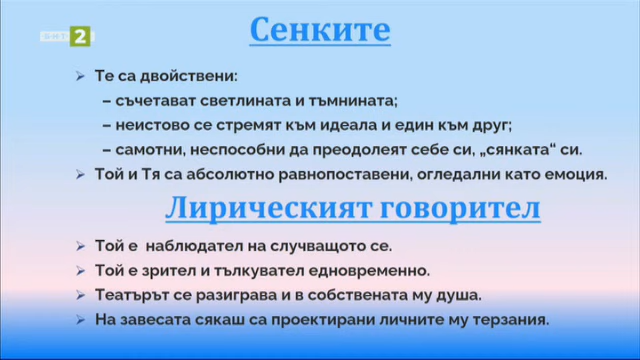 БНТ 2
Сенките
Те са двойствени:
– съчетават светлината и тъмнината;
– неистово се стремят към идеала и един към друг;
– самотни, неспособни да преодолеят себе си, „сянката“ си.
Той и Тя са абсолютно равнопоставени, огледални като емоция.
Лирическият говорител
Той е наблюдател на случващото се.
Той е зрител и тълкувател едновременно.
Театърът се разиграва и в собствената му душа.
На завесата сякаш са проектирани личните му терзания.